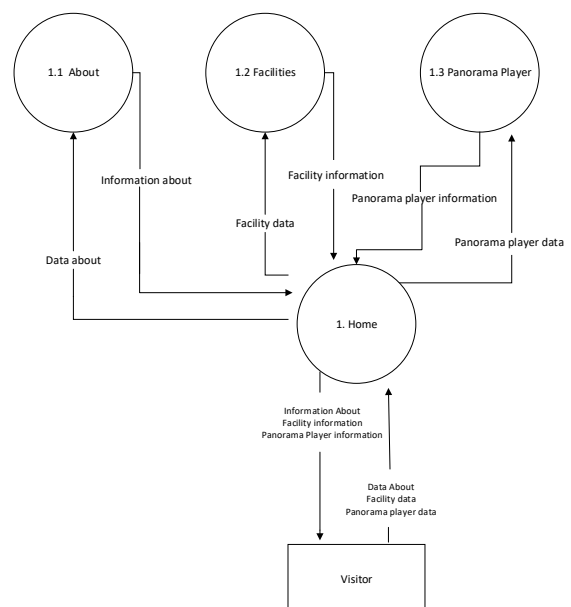 1.1 About
1.2 Facilities
1.3 Panorama Player
Information about
Facility information
Panorama player information
Facility data
Panorama player data
Data about
1. Home
Information About
Facility information
Panorama Player information
Data About
Facility data
Panorama player data
Visitor